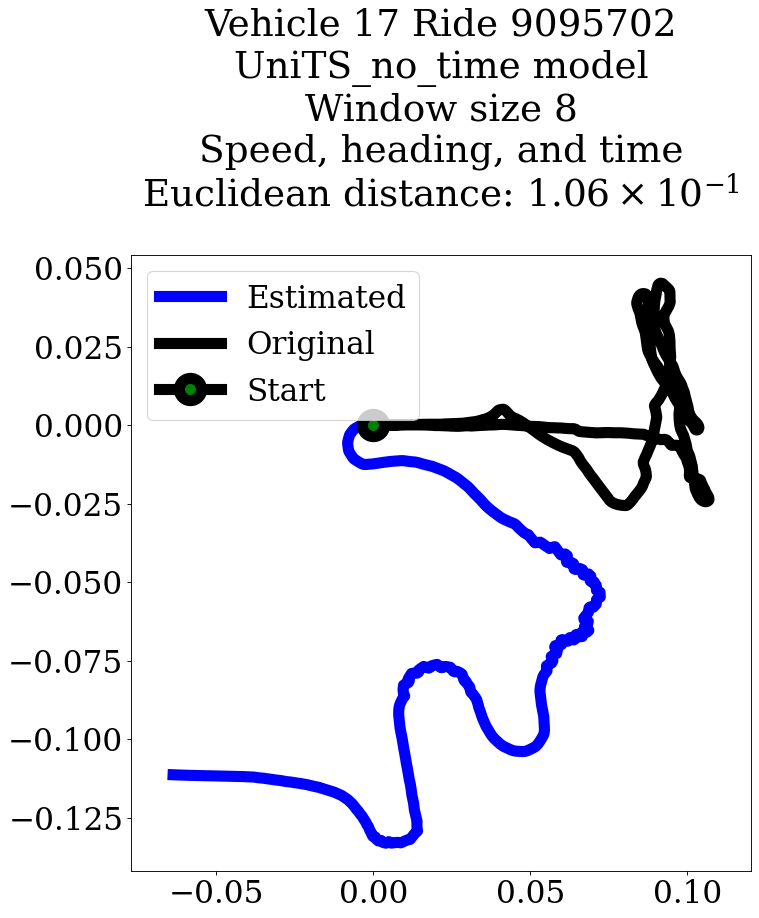 Vehicle 17 Ride 9095702
UniTS_no_time model
Window size 8
Speed, heading, and time
Euclidean distance: 1.06 × 10⁻¹
Estimated
Original
Start
0.050
0.025
0.000
−0.025
−0.050
−0.075
−0.100
−0.125
−0.05 0.00 0.05 0.10